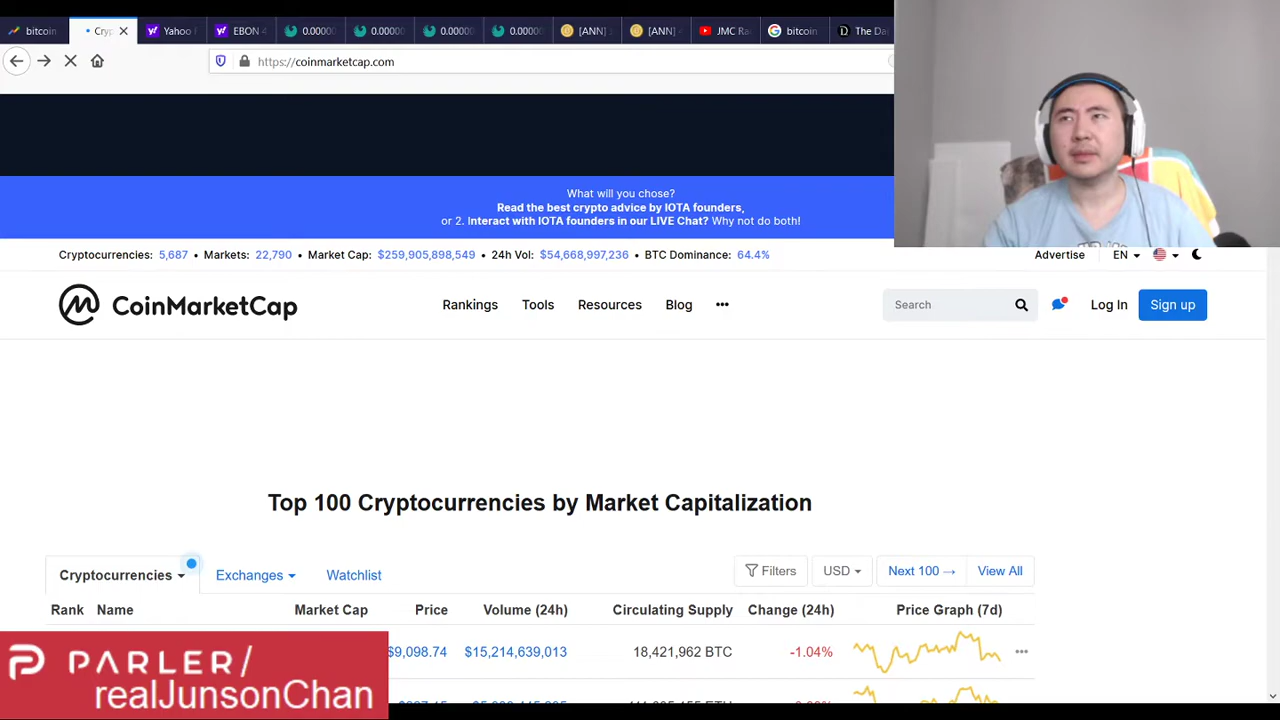 bitcoin
Cryp
Yahoo
EBON
0.0000
0.0000
0.0000
0.0000
[ANN]
[ANN]
JMC Ra
bitcoin
The Da
https://coinmarketcap.com
What will you chose?
Read the best crypto advice by IOTA founders,
or 2. Interact with IOTA founders in our LIVE Chat? Why not do both!
Cryptocurrencies: 5,687 • Markets: 22,790 • Market Cap: $259,905,898,549 • 24h Vol: $54,668,997,236 • BTC Dominance: 64.4%
Advertise EN
CoinMarketCap
Rankings Tools Resources Blog •••
Search
Log In Sign up
Top 100 Cryptocurrencies by Market Capitalization
Cryptocurrencies Exchanges Watchlist
Filters USD Next 100 → View All
Rank Name Market Cap Price Volume (24h) Circulating Supply Change (24h) Price Graph (7d)
$9,098.74 $15,214,639,013 18,421,962 BTC -1.04%
PARLER/
realJunsonChan